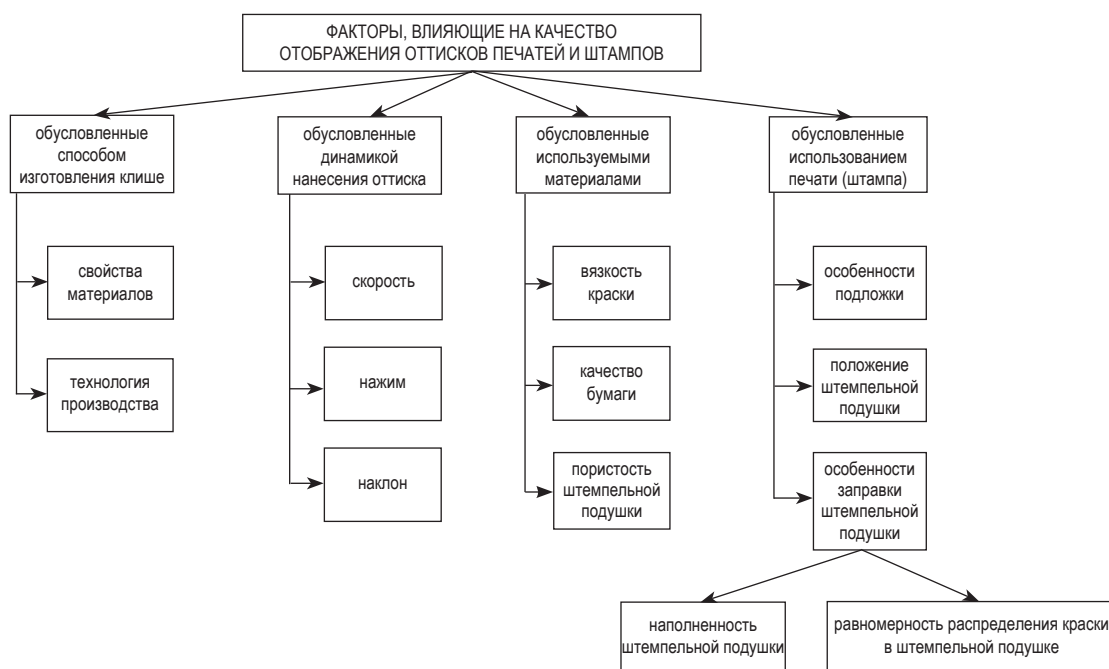 ФАКТОРЫ, ВЛИЯЮЩИЕ НА КАЧЕСТВО
ОТОБРАЖЕНИЯ ОТТИСКОВ ПЕЧАТЕЙ И ШТАМПОВ
обусловленные
способом
изготовления клише
обусловленные
динамикой
нанесения оттиска
обусловленные
используемыми
материалами
обусловленные
использованием
печати (штампа)
свойства
материалов
скорость
вязкость
краски
особенности
подложки
технология
производства
нажим
качество
бумаги
положение
штемпельной
подушки
наклон
пористость
штемпельной
подушки
особенности
заправки
штемпельной
подушки
наполненность
штемпельной подушки
равномерность распределения краски
в штемпельной подушке